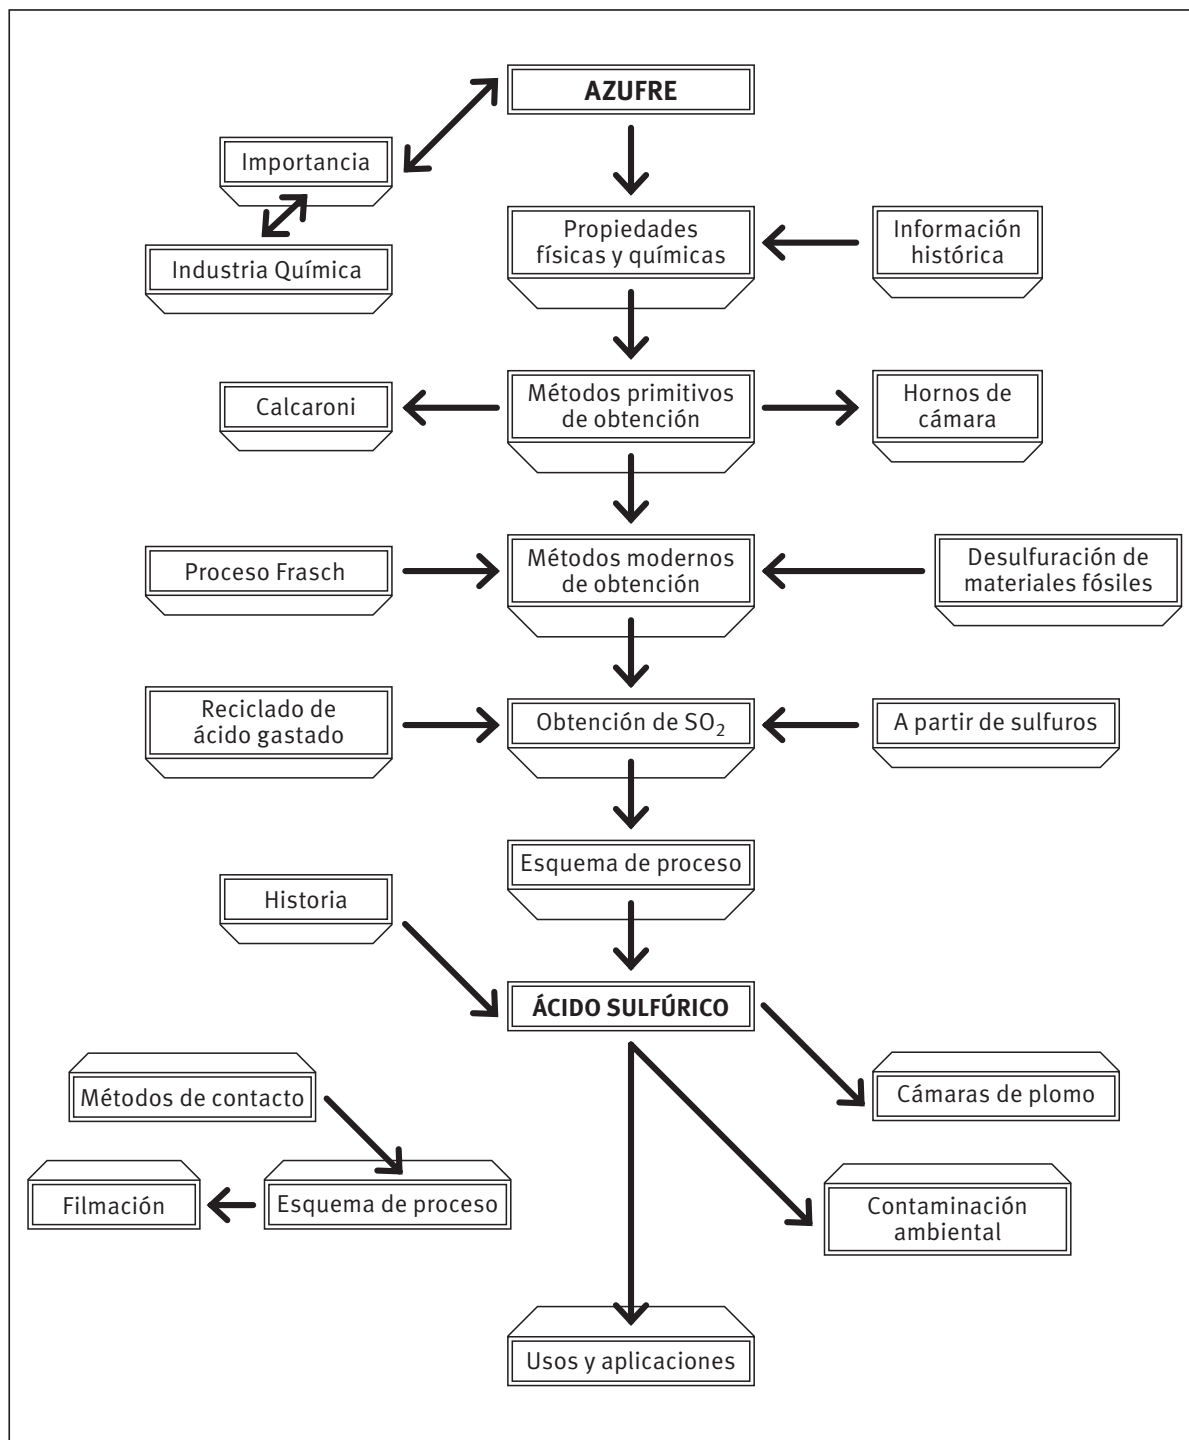 AZUFRE
Importancia
Industria Química
Propiedades
físicas y químicas
Información
histórica
Calcaroni
Métodos primitivos
de obtención
Hornos de
cámara
Proceso Frasch
Métodos modernos
de obtención
Desulfuración de
materiales fósiles
Reciclado de
ácido gastado
Obtención de SO₂
A partir de sulfuros
Esquema de proceso
Historia
ÁCIDO SULFÚRICO
Métodos de contacto
Cámaras de plomo
Filmación
Esquema de proceso
Contaminación
ambiental
Usos y aplicaciones